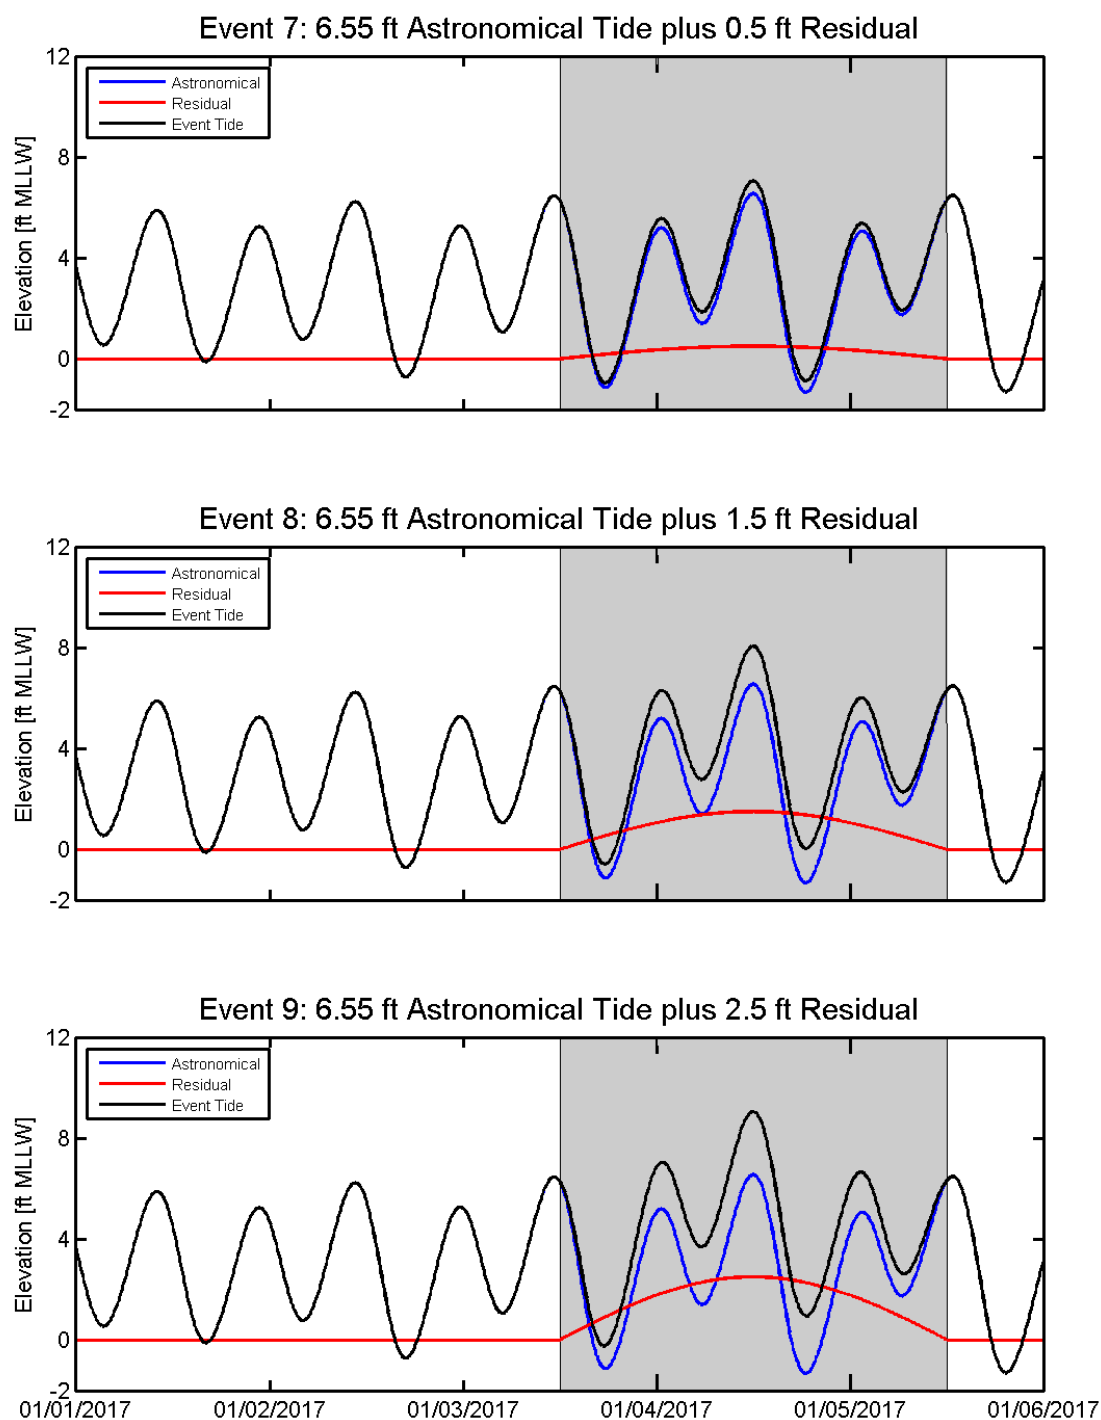 Event 7: 6.55 ft Astronomical Tide plus 0.5 ft Residual
12
8
4
0
-2
Elevation [ft MLLW]
Astronomical
Residual
Event Tide
Event 8: 6.55 ft Astronomical Tide plus 1.5 ft Residual
12
8
4
0
-2
Elevation [ft MLLW]
Astronomical
Residual
Event Tide
Event 9: 6.55 ft Astronomical Tide plus 2.5 ft Residual
12
8
4
0
-2
Elevation [ft MLLW]
Astronomical
Residual
Event Tide
01/01/2017 01/02/2017 01/03/2017 01/04/2017 01/05/2017 01/06/2017